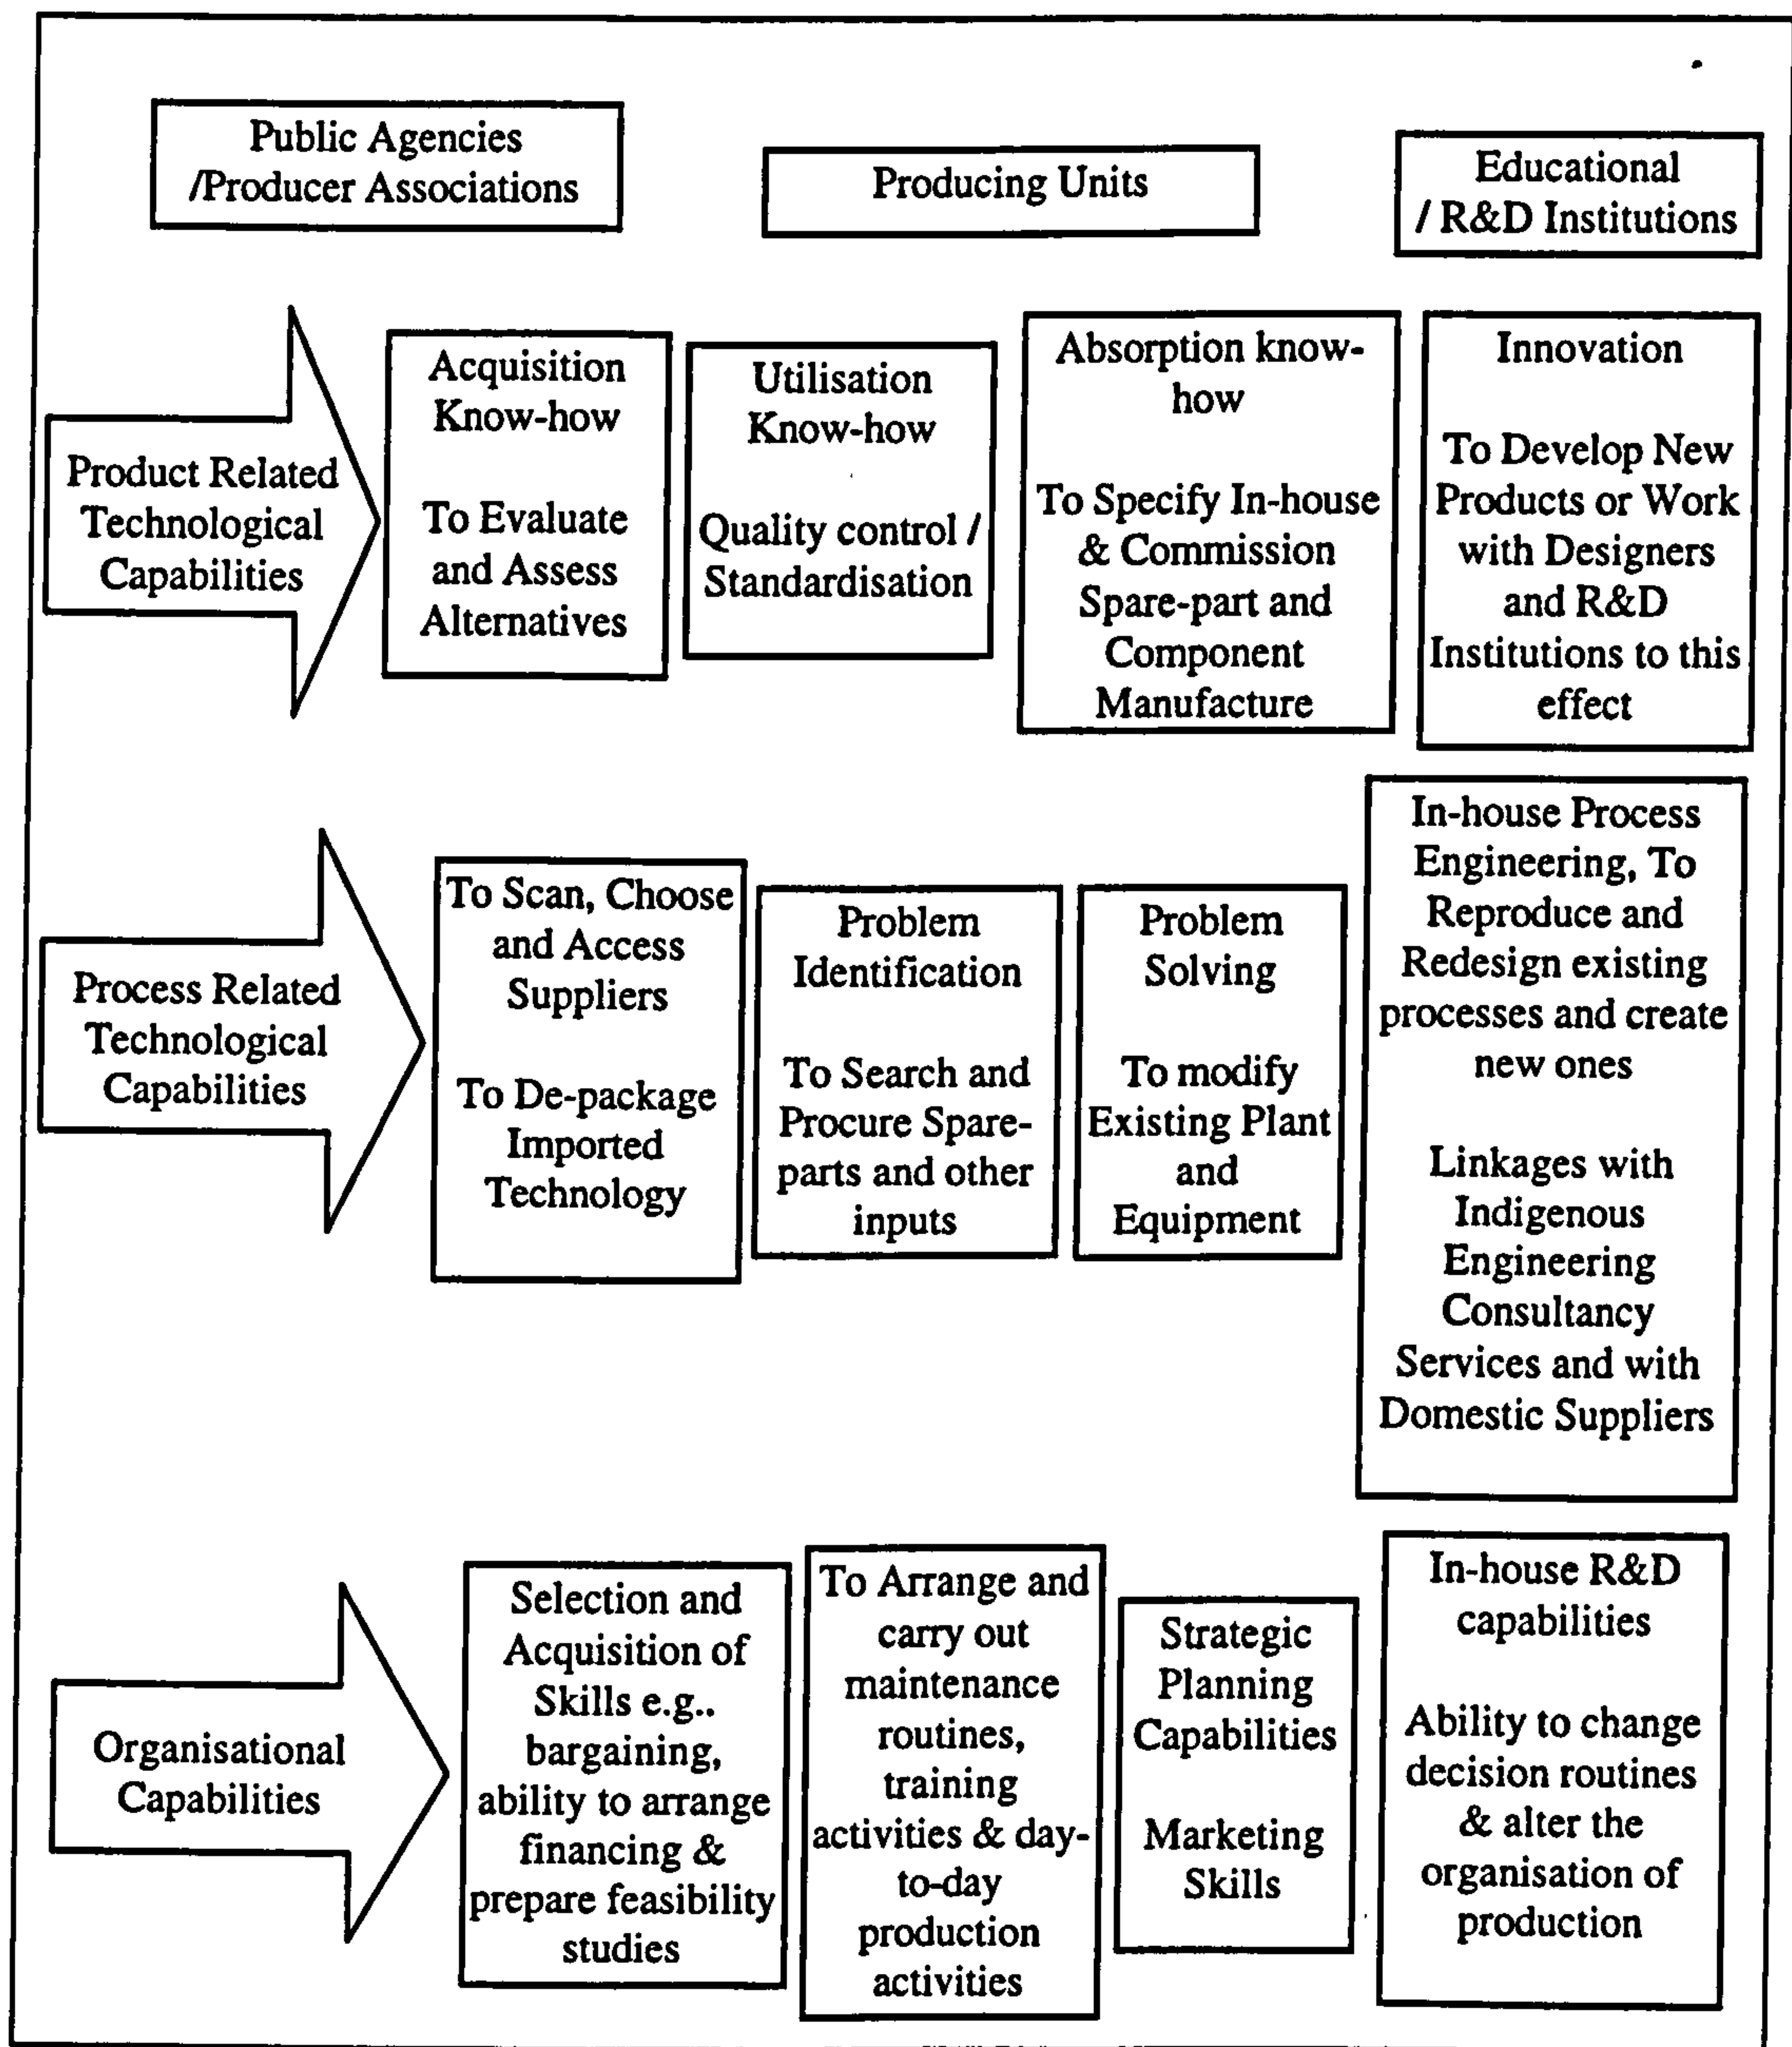 Public Agencies
/Producer Associations
Producing Units
Educational
/ R&D Institutions
Product Related
Technological
Capabilities
Acquisition
Know-how
To Evaluate
and Assess
Alternatives
Utilisation
Know-how
Quality control /
Standardisation
Absorption know-
how
To Specify In-house
& Commission
Spare-part and
Component
Manufacture
Innovation
To Develop New
Products or Work
with Designers
and R&D
Institutions to this
effect
Process Related
Technological
Capabilities
To Scan, Choose
and Access
Suppliers
To De-package
Imported
Technology
Problem
Identification
To Search and
Procure Spare-
parts and other
inputs
Problem
Solving
To modify
Existing Plant
and
Equipment
In-house Process
Engineering, To
Reproduce and
Redesign existing
processes and create
new ones
Linkages with
Indigenous
Engineering
Consultancy
Services and with
Domestic Suppliers
Organisational
Capabilities
Selection and
Acquisition of
Skills e.g..
bargaining,
ability to arrange
financing &
prepare feasibility
studies
To Arrange and
carry out
maintenance
routines,
training
activities & day-
to-day
production
activities
Strategic
Planning
Capabilities
Marketing
Skills
In-house R&D
capabilities
Ability to change
decision routines
& alter the
organisation of
production